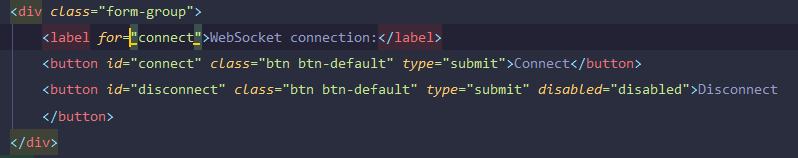 <div class="form-group">
<label for="connect">WebSocket connection:</label>
<button id="connect" class="btn btn-default" type="submit">Connect</button>
<button id="disconnect" class="btn btn-default" type="submit" disabled="disabled">Disconnect
</button>
</div>